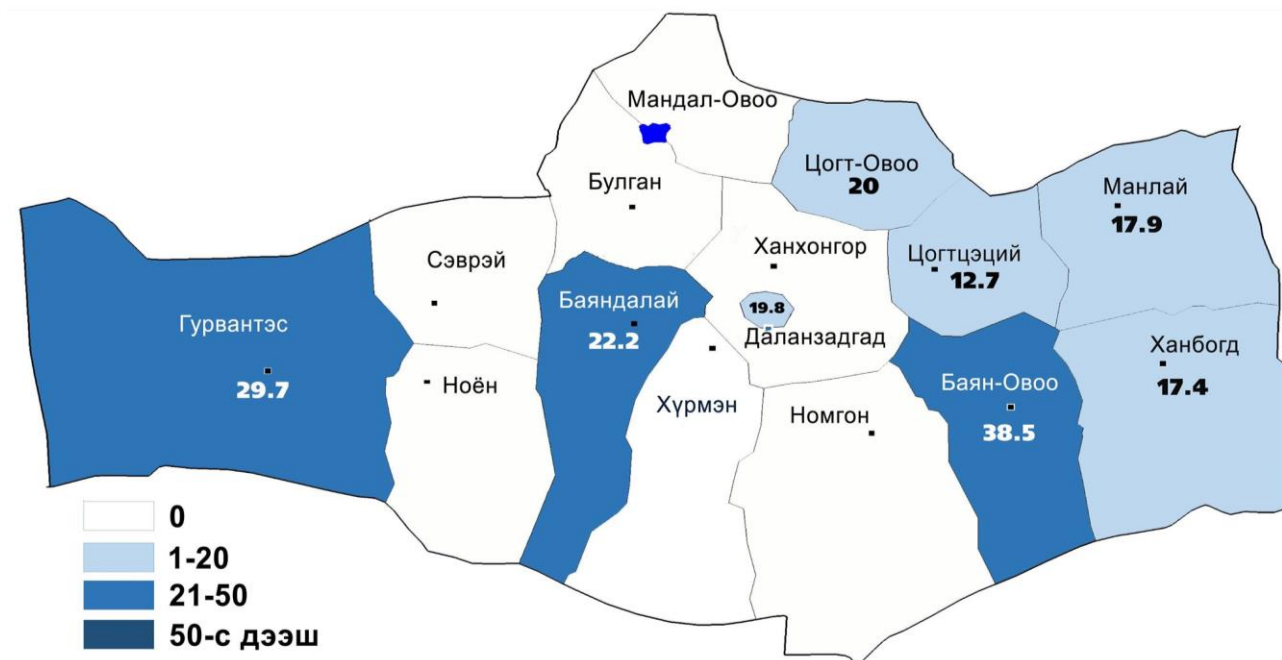 Мандал-Овоо
Цогт-Овоо
20
Манлай
17.9
Булган
Ханхонгор
Цогтцэций
12.7
Сэврэй
Баяндалай
22.2
19.8
Даланзадгад
Гурвантэс
29.7
Ноён
Хүрмэн
Номгон
Баян-Овоо
38.5
Ханбогд
17.4
0
1-20
21-50
50-с дээш